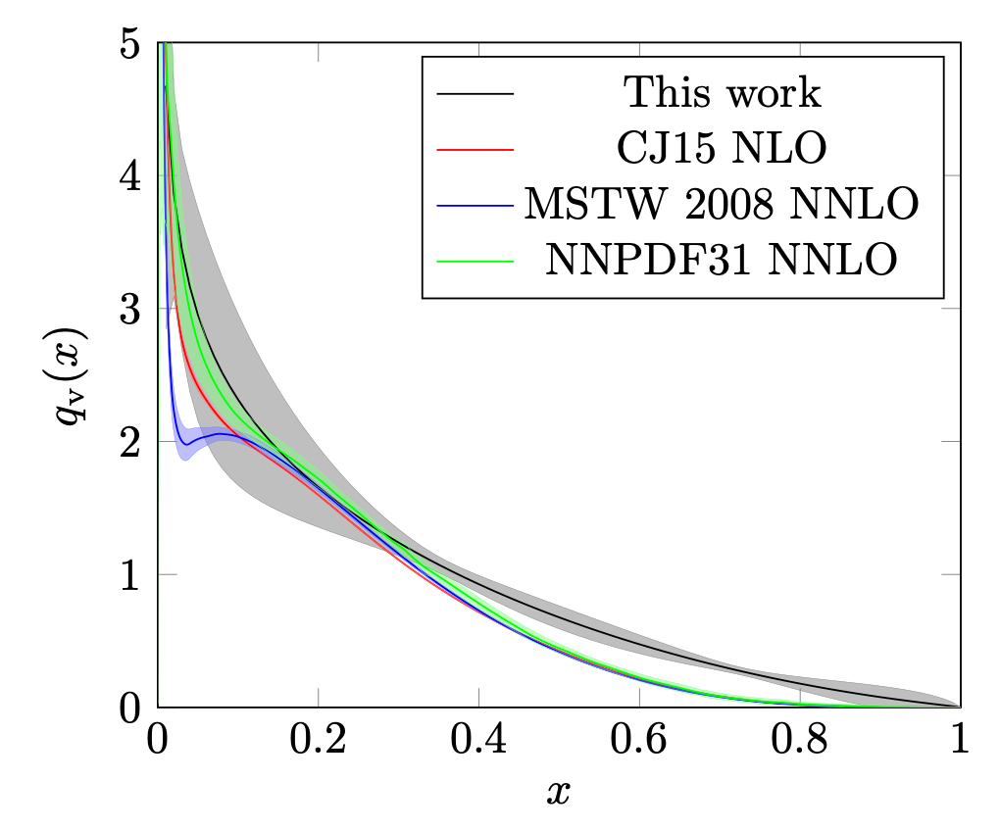 5
4
3
2
1
0
0
0.2
0.4
0.6
0.8
1
q_v(x)
x
This work
CJ15 NLO
MSTW 2008 NNLO
NNPDF31 NNLO